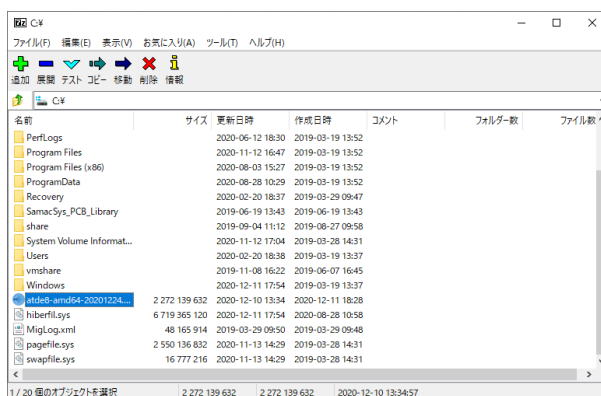 C:¥
ファイル(F) 編集(E) 表示(V) お気に入り(A) ツール(T) ヘルプ(H)
追加 展開 テスト コピー 移動 削除 情報
C:¥
名前 サイズ 更新日時 作成日時 コメント フォルダー数 ファイル数
PerfLogs 2020-06-12 18:30 2019-03-19 13:52
Program Files 2020-11-12 16:47 2019-03-19 13:52
Program Files (x86) 2020-08-03 15:27 2019-03-19 13:52
ProgramData 2020-08-28 10:29 2019-03-19 13:52
Recovery 2020-02-20 18:37 2019-03-29 09:47
SamacSys_PCB_Library 2019-06-19 13:43 2019-06-19 13:43
share 2019-09-04 11:12 2019-08-27 09:58
System Volume Informat... 2020-11-12 17:04 2019-03-28 14:31
Users 2020-02-20 18:38 2019-03-19 13:37
vmshare 2019-11-08 16:22 2019-06-07 16:45
Windows 2020-12-11 17:54 2019-03-19 13:37
atde8-amd64-20201224.... 2 272 139 632 2020-12-10 13:34 2020-12-11 18:28
hiberfil.sys 6 719 365 120 2020-12-11 17:54 2020-08-28 10:58
MigLog.xml 48 165 914 2019-03-29 09:50 2019-03-29 09:48
pagefile.sys 2 550 136 832 2020-11-13 14:29 2019-03-28 14:31
swapfile.sys 16 777 216 2020-11-13 14:29 2019-03-28 14:31
1 / 20 個のオブジェクトを選択 2 272 139 632 2 272 139 632 2020-12-10 13:34:57